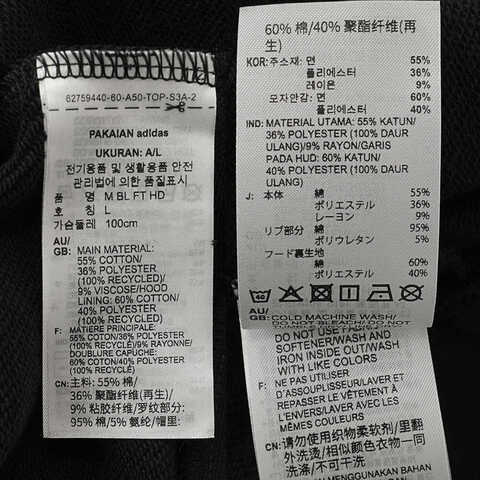 62759440-60-A50-TOP-S3A-2
PAKAIAN adidas
UKURAN: A/L
전기용품 및 생활용품 안전
관리법에 의한 품질표시
품 명 M BL FT HD
호 칭 L
가슴둘레 100cm
AU/
GB: MAIN MATERIAL:
55% COTTON/
36% POLYESTER
(100% RECYCLED)/
9% VISCOSE/HOOD
LINING: 60% COTTON/
40% POLYESTER
(100% RECYCLED)
F: MATIERE PRINCIPALE:
55% COTON/36% POLYESTER
(100% RECYCLÉ)/9% RAYONNE/
DOUBLURE CAPUCHE:
60% COTON/40% POLYESTER
(100% RECYCLÉ)
CN: 主料: 55% 棉/
36% 聚酯纤维(再生)/
9% 粘胶纤维/罗纹部分:
95% 棉/5% 氨纶/帽里:
60% 棉/40% 聚酯纤维(再
生)
KOR: 주소재: 면 55%
폴리에스터 36%
레이온 9%
모자안감: 면 60%
폴리에스터 40%
IND: MATERIAL UTAMA: 55% KATUN/
36% POLYESTER (100% DAUR
ULANG)/9% RAYON/GARIS
PADA HUD: 60% KATUN/
40% POLYESTER (100% DAUR
ULANG)
J: 本体 綿 55%
ポリエステル 36%
レーヨン 9%
リブ部分 綿 95%
ポリウレタン 5%
フード裏生地
綿 60%
ポリエステル 40%
AU/
GB: COLD MACHINE WASH/
DO NOT BLEACH/DO NOT
DO NOT USE FABRIC
SOFTENER/WASH AND
IRON INSIDE OUT/WASH
WITH LIKE COLORS
F: NE PAS UTILISER
D'ASSOUPLISSEUR/LAVER ET
REPASSER À L'ENVERS/LAVER
AVEC DES COULEURS
CN: 请勿使用织物柔软剂/里翻
外洗烫/相似颜色衣物一同
洗涤/不可干洗
MENGGUNAKAN BAHAN